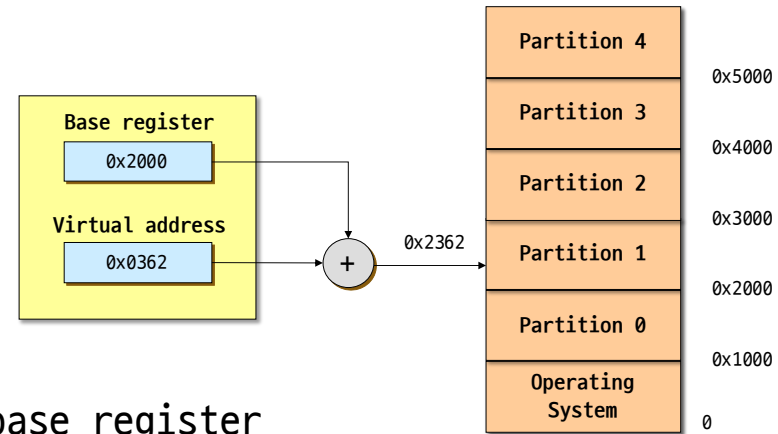 Base register
0x2000
Virtual address
0x0362
+
0x2362
Partition 4
0x5000
Partition 3
0x4000
Partition 2
0x3000
Partition 1
0x2000
Partition 0
0x1000
Operating
System
0
base register